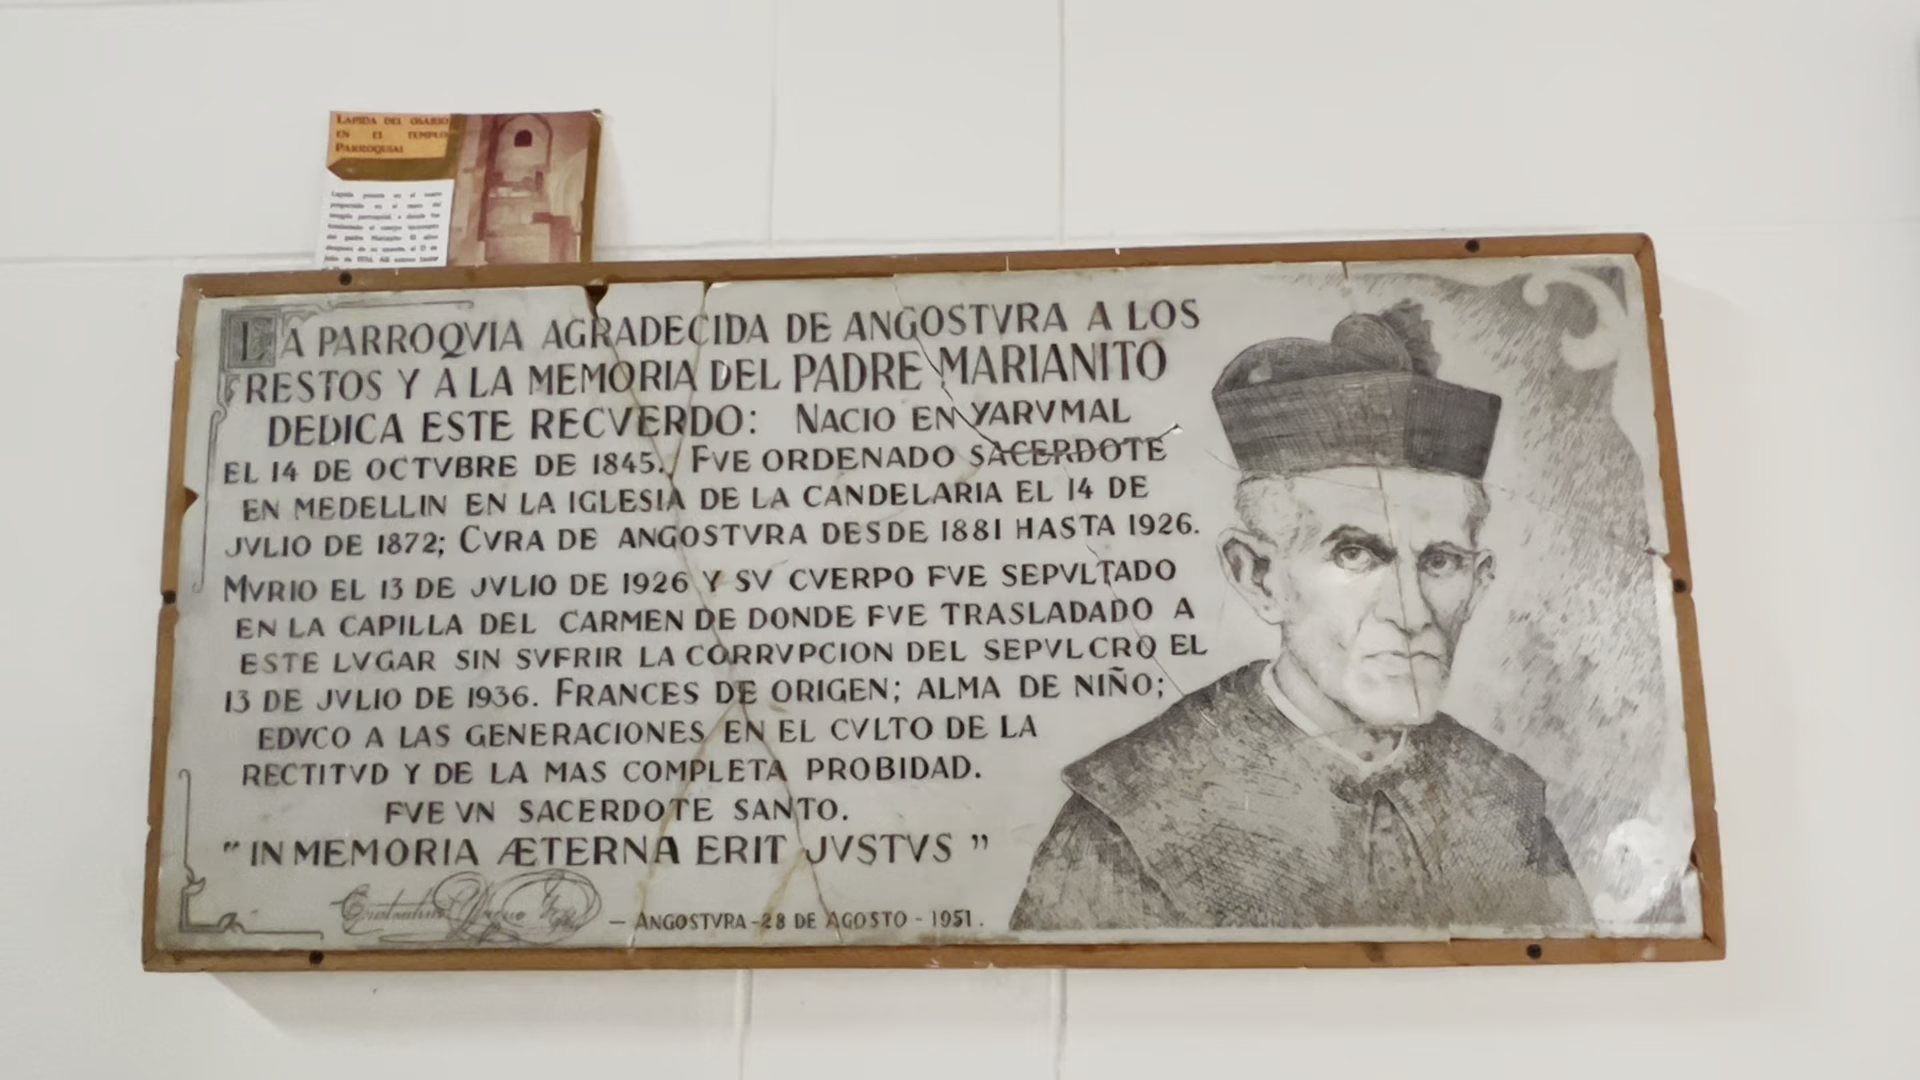 LAPIDA DEL OSARIO
EN EL TEMPLO
PARROQUIAL
LA PARROQVIA AGRADECIDA DE ANGOSTVRA A LOS
RESTOS Y A LA MEMORIA DEL PADRE MARIANITO
DEDICA ESTE RECVERDO: NACIO EN YARVMAL
EL 14 DE OCTVBRE DE 1845. FVE ORDENADO SACERDOTE
EN MEDELLIN EN LA IGLESIA DE LA CANDELARIA EL 14 DE
JVLIO DE 1872; CVRA DE ANGOSTVRA DESDE 1881 HASTA 1926.
MVRIO EL 13 DE JVLIO DE 1926 Y SV CVERPO FVE SEPVLTADO
EN LA CAPILLA DEL CARMEN DE DONDE FVE TRASLADADO A
ESTE LVGAR SIN SVFRIR LA CORRVPCION DEL SEPVLCRO EL
13 DE JVLIO DE 1936. FRANCES DE ORIGEN; ALMA DE NIÑO;
EDVCO A LAS GENERACIONES EN EL CVLTO DE LA
RECTITVD Y DE LA MAS COMPLETA PROBIDAD.
FVE VN SACERDOTE SANTO.
"IN MEMORIA ÆTERNA ERIT JVSTVS"
— ANGOSTVRA - 28 DE AGOSTO - 1951.